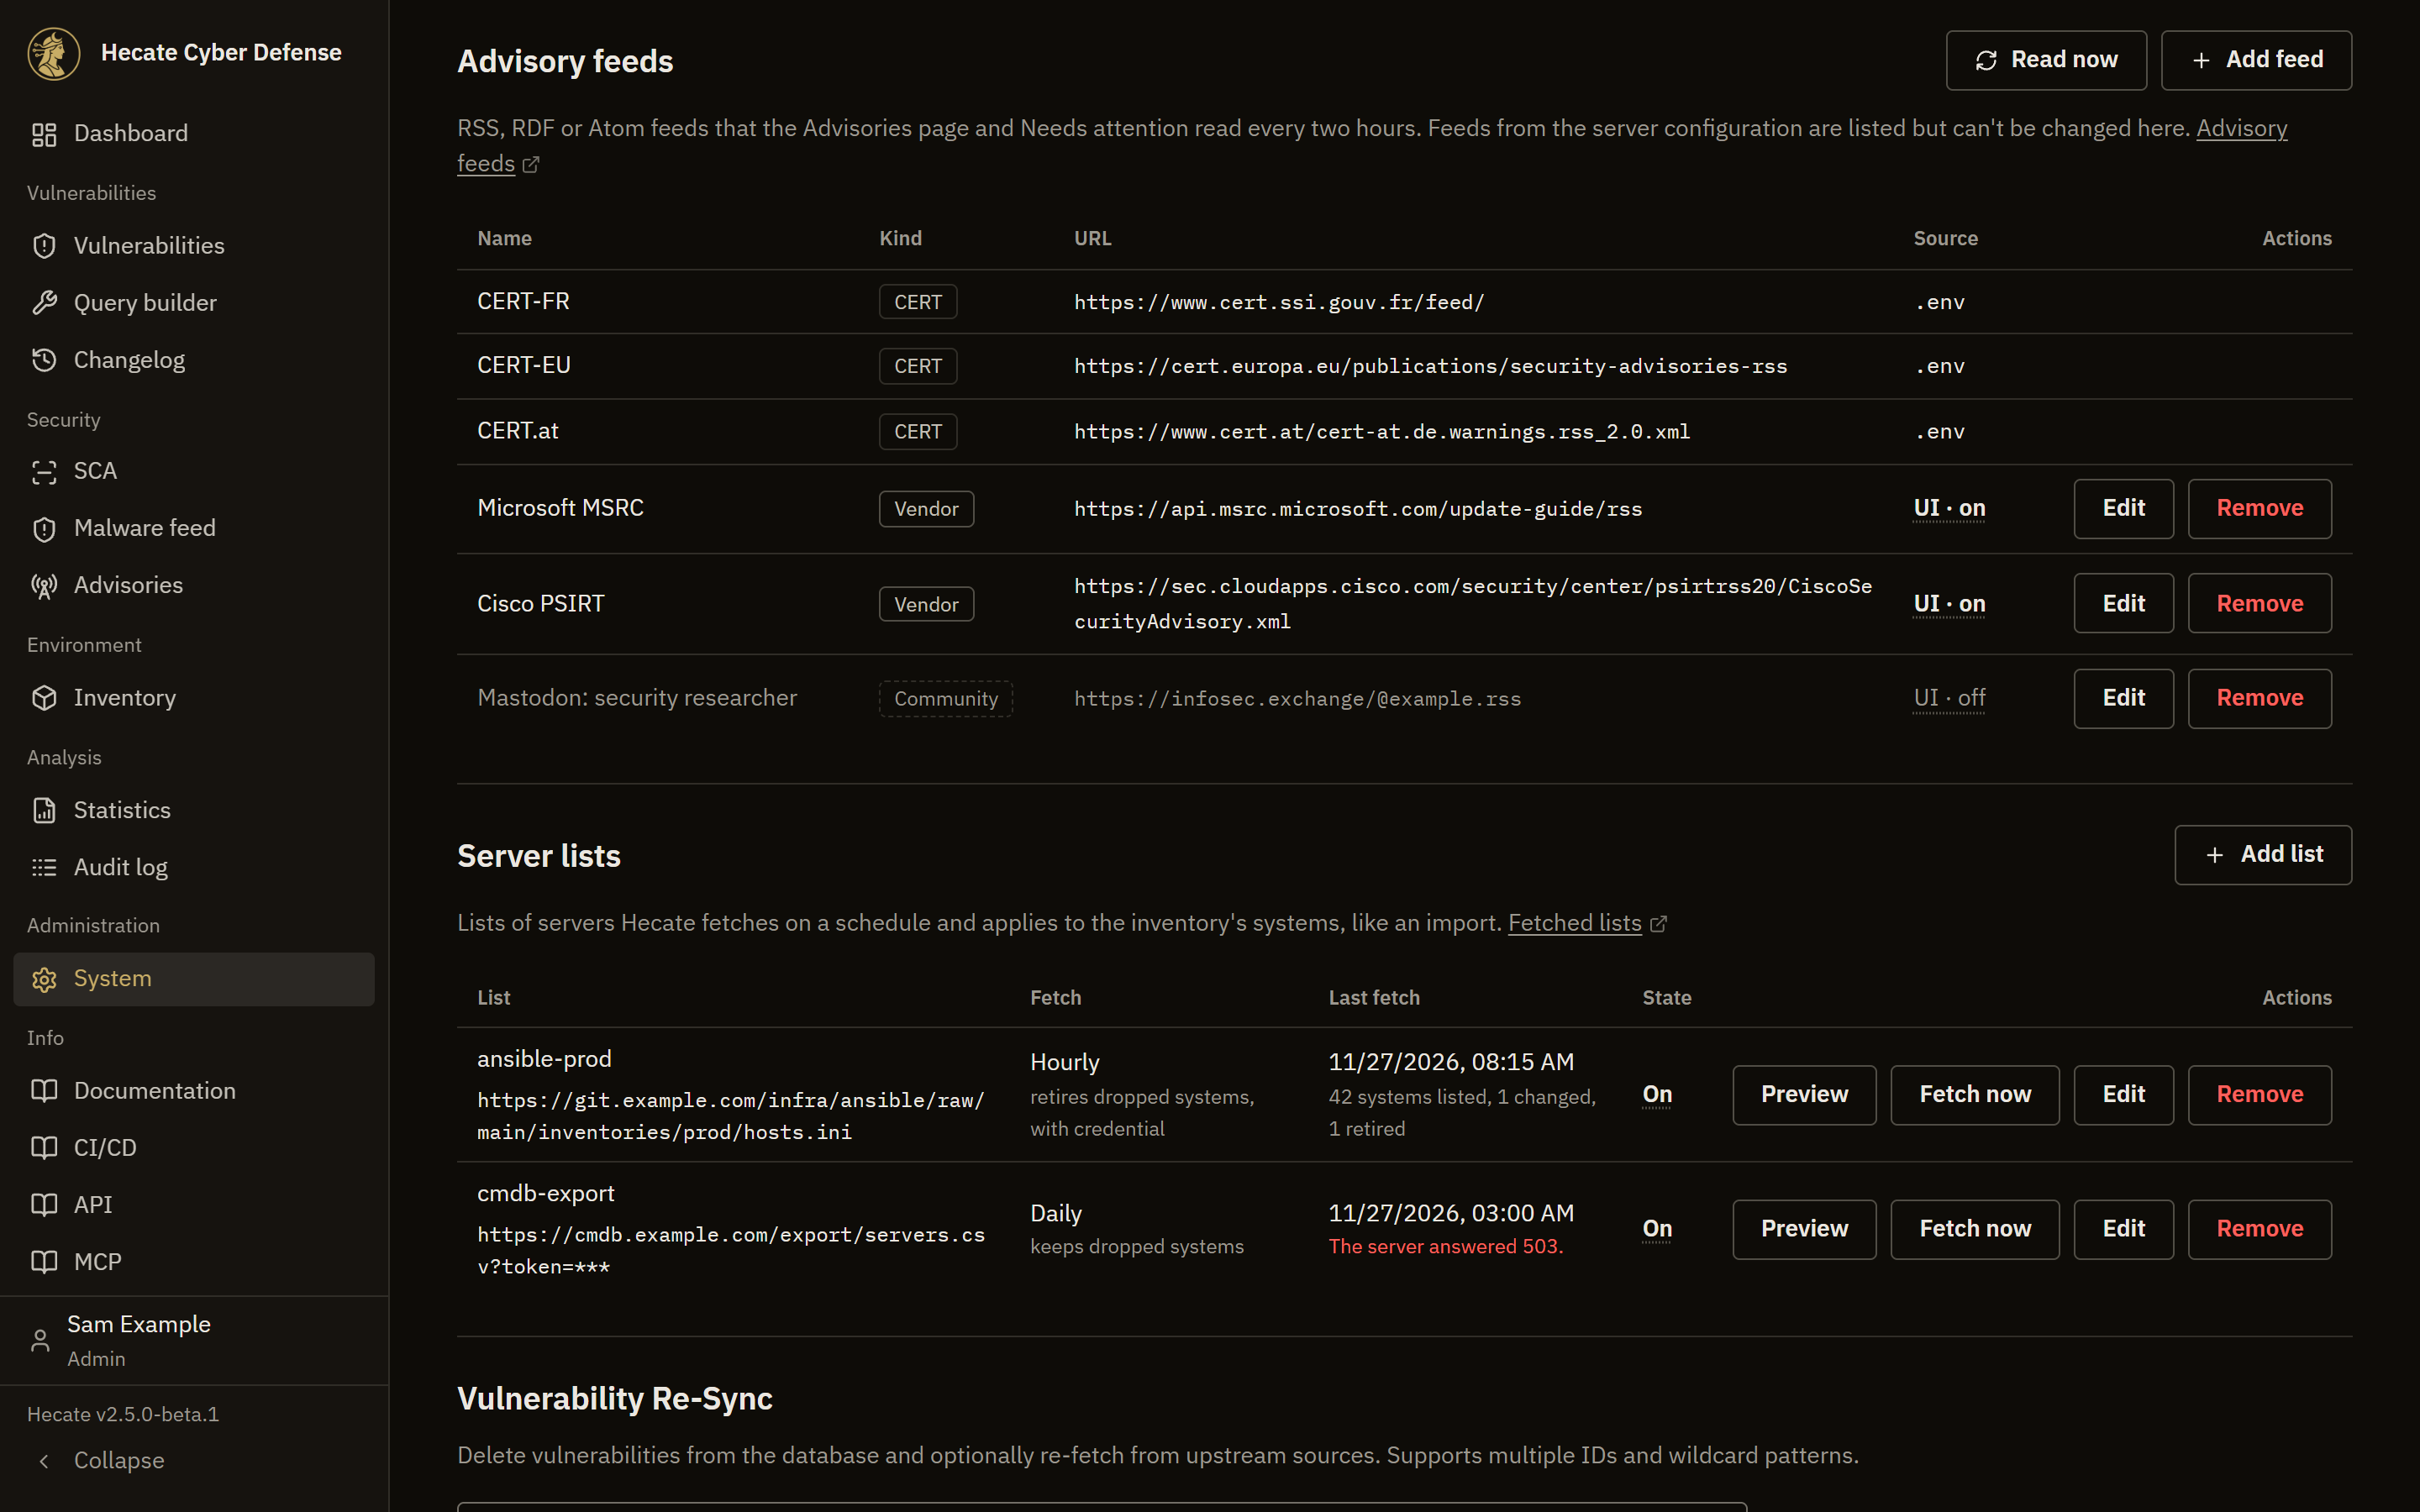 Hecate Cyber Defense
Dashboard
Vulnerabilities
Vulnerabilities
Query builder
Changelog
Security
SCA
Malware feed
Advisories
Environment
Inventory
Analysis
Statistics
Audit log
Administration
System
Info
Documentation
CI/CD
API
MCP
Sam Example
Admin
Hecate v2.5.0-beta.1
Collapse
Advisory feeds
Read now
Add feed
RSS, RDF or Atom feeds that the Advisories page and Needs attention read every two hours. Feeds from the server configuration are listed but can't be changed here. Advisory
feeds
Name Kind URL Source Actions
CERT-FR CERT https://www.cert.ssi.gouv.fr/feed/ .env
CERT-EU CERT https://cert.europa.eu/publications/security-advisories-rss .env
CERT.at CERT https://www.cert.at/cert-at.de.warnings.rss_2.0.xml .env
Microsoft MSRC Vendor https://api.msrc.microsoft.com/update-guide/rss UI · on Edit Remove
Cisco PSIRT Vendor https://sec.cloudapps.cisco.com/security/center/psirtrss20/CiscoSe
curityAdvisory.xml UI · on Edit Remove
Mastodon: security researcher Community https://infosec.exchange/@example.rss UI · off Edit Remove
Server lists
Add list
Lists of servers Hecate fetches on a schedule and applies to the inventory's systems, like an import. Fetched lists
List Fetch Last fetch State Actions
ansible-prod
https://git.example.com/infra/ansible/raw/
main/inventories/prod/hosts.ini
Hourly
retires dropped systems,
with credential
11/27/2026, 08:15 AM
42 systems listed, 1 changed,
1 retired
On Preview Fetch now Edit Remove
cmdb-export
https://cmdb.example.com/export/servers.cs
v?token=***
Daily
keeps dropped systems
11/27/2026, 03:00 AM
The server answered 503.
On Preview Fetch now Edit Remove
Vulnerability Re-Sync
Delete vulnerabilities from the database and optionally re-fetch from upstream sources. Supports multiple IDs and wildcard patterns.